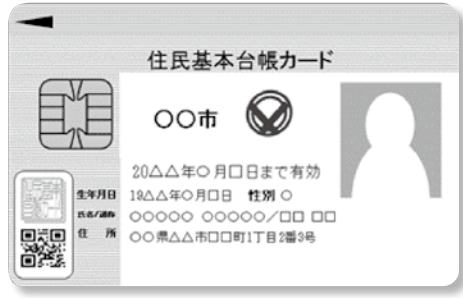 住民基本台帳カード
○○市
20△△年○月□日まで有効
生年月日 19△△年○月□日 性別 ○
氏名/通称 ○○○○○ ○○○○○/□□ □□
住 所 ○○県△△市□□町1丁目2番3号